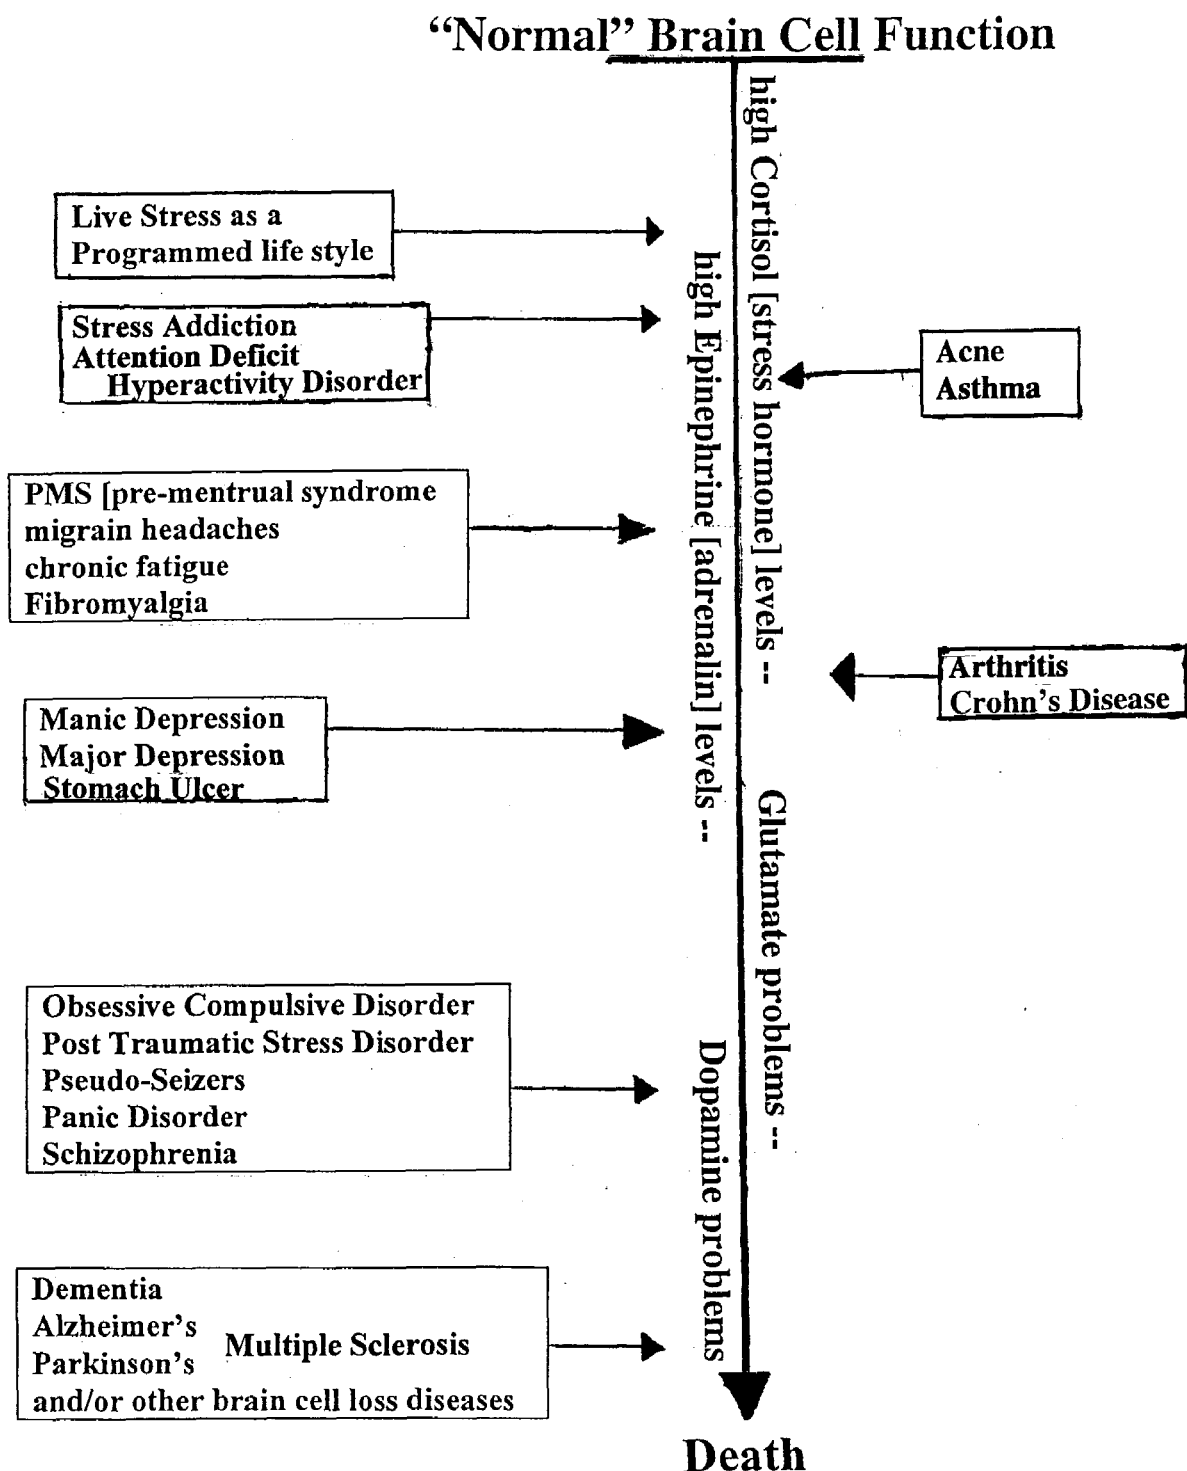 “Normal” Brain Cell Function
high Cortisol [stress hormone] levels --
Live Stress as a
Programmed life style
high Epinephrine [adrenalin] levels --
Stress Addiction
Attention Deficit
Hyperactivity Disorder
Acne
Asthma
PMS [pre-mentrual syndrome
migrain headaches
chronic fatigue
Fibromyalgia
Arthritis
Crohn’s Disease
Manic Depression
Major Depression
Stomach Ulcer
Glutamate problems --
Obsessive Compulsive Disorder
Post Traumatic Stress Disorder
Pseudo-Seizers
Panic Disorder
Schizophrenia
Dopamine problems
Dementia
Alzheimer’s
Multiple Sclerosis
Parkinson’s
and/or other brain cell loss diseases
Death